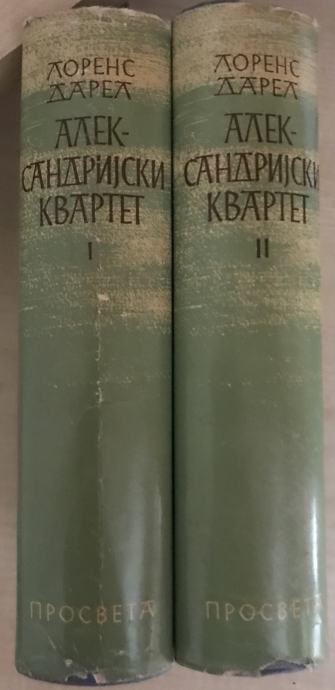 ЛОРЕНС
ДАРЕЛ
АЛЕК-
САНДРИЈСКИ
КВАРТЕТ
I
ПРОСВЕТА
ЛОРЕНС
ДАРЕЛ
АЛЕК-
САНДРИЈСКИ
КВАРТЕТ
II
ПРОСВЕТА